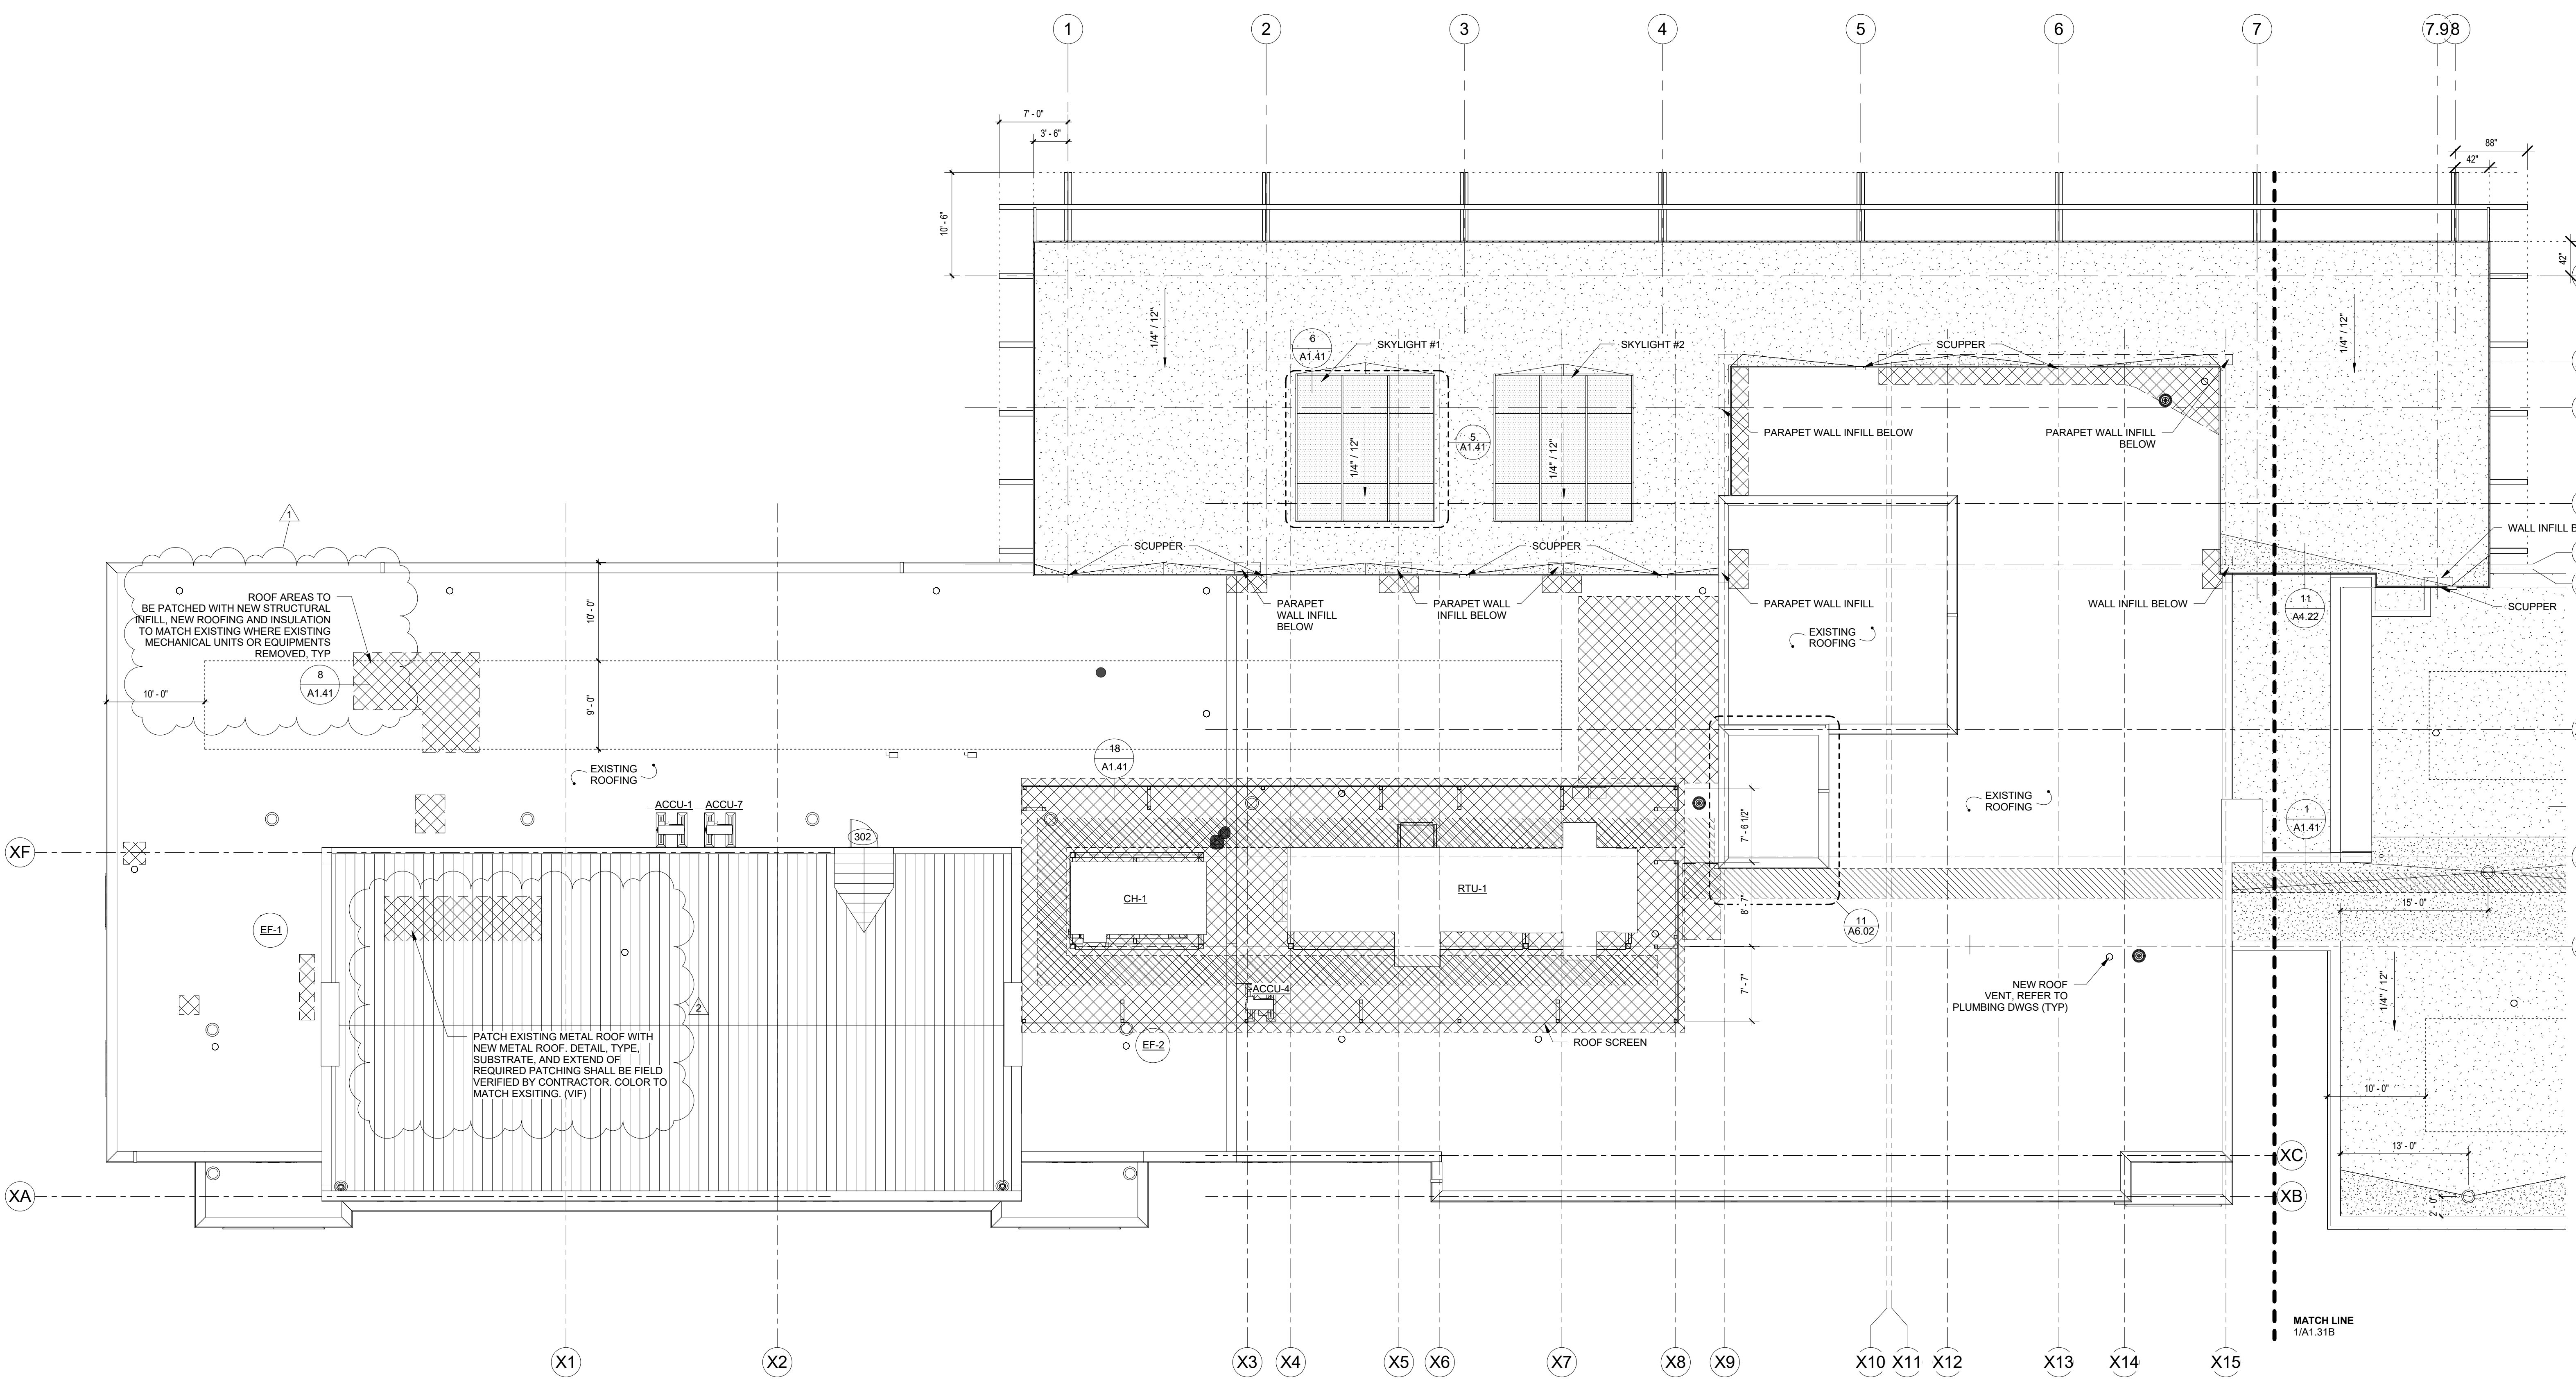 1
2
3
4
5
6
7
7.9
8
7' - 0"
3' - 6"
10' - 6"
88"
42"
42"
1/4" / 12"
6
A1.41
SKYLIGHT #1
SKYLIGHT #2
SCUPPER
1/4" / 12"
5
A1.41
1/4" / 12"
1/4" / 12"
PARAPET WALL INFILL BELOW
PARAPET WALL INFILL
BELOW
1
WALL INFILL B
SCUPPER
SCUPPER
ROOF AREAS TO
BE PATCHED WITH NEW STRUCTURAL
INFILL, NEW ROOFING AND INSULATION
TO MATCH EXISTING WHERE EXISTING
MECHANICAL UNITS OR EQUIPMENTS
REMOVED, TYP
10' - 0"
PARAPET
WALL INFILL
BELOW
PARAPET WALL
INFILL BELOW
PARAPET WALL INFILL
WALL INFILL BELOW
11
A4.22
SCUPPER
EXISTING
ROOFING
8
A1.41
10' - 0"
9' - 0"
18
A1.41
EXISTING
ROOFING
ACCU-1
ACCU-7
EXISTING
ROOFING
1
A1.41
302
7' - 6 1/2"
XF
CH-1
RTU-1
8' - 7"
11
A6.02
15' - 0"
EF-1
2
ACCU-4
7' - 7"
NEW ROOF
VENT, REFER TO
PLUMBING DWGS (TYP)
1/4" / 12"
PATCH EXISTING METAL ROOF WITH
NEW METAL ROOF. DETAIL, TYPE,
SUBSTRATE, AND EXTEND OF
REQUIRED PATCHING SHALL BE FIELD
VERIFIED BY CONTRACTOR. COLOR TO
MATCH EXSITING. (VIF)
EF-2
ROOF SCREEN
10' - 0"
13' - 0"
XC
XA
XB
2' - 0"
MATCH LINE
1/A1.31B
X1
X2
X3
X4
X5
X6
X7
X8
X9
X10
X11
X12
X13
X14
X15